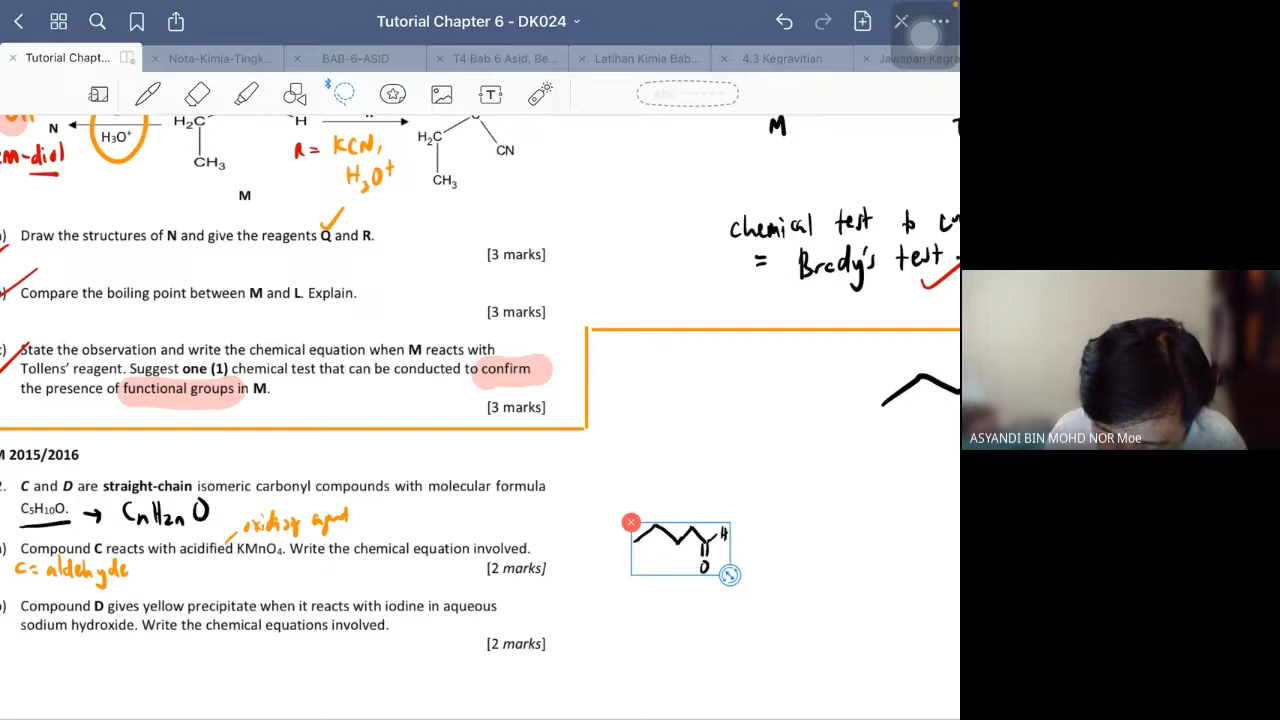 Tutorial Chapter 6 - DK024
Tutorial Chapt...
Nota-Kimia-Tingk...
BAB-6-ASID
T4 Bab 6 Asid, Be...
Latihan Kimia Bab...
4.3 Kegravitian
Jawapan Kegra
N
H₃O⁺
H₂C
CH₃
H
M
R = KCN,
H₃O⁺
H₂C
CN
CH₃
M
-diol
chemical test to
= Brady's test
) Draw the structures of N and give the reagents Q and R.
[3 marks]
) Compare the boiling point between M and L. Explain.
[3 marks]
) State the observation and write the chemical equation when M reacts with
Tollens' reagent. Suggest one (1) chemical test that can be conducted to confirm
the presence of functional groups in M.
[3 marks]
M 2015/2016
2. C and D are straight-chain isomeric carbonyl compounds with molecular formula
C₅H₁₀O. → CnH2n O
oxidising agent
) Compound C reacts with acidified KMnO₄. Write the chemical equation involved.
C = aldehyde
[2 marks]
H
O
) Compound D gives yellow precipitate when it reacts with iodine in aqueous
sodium hydroxide. Write the chemical equations involved.
[2 marks]
ASYANDI BIN MOHD NOR Moe